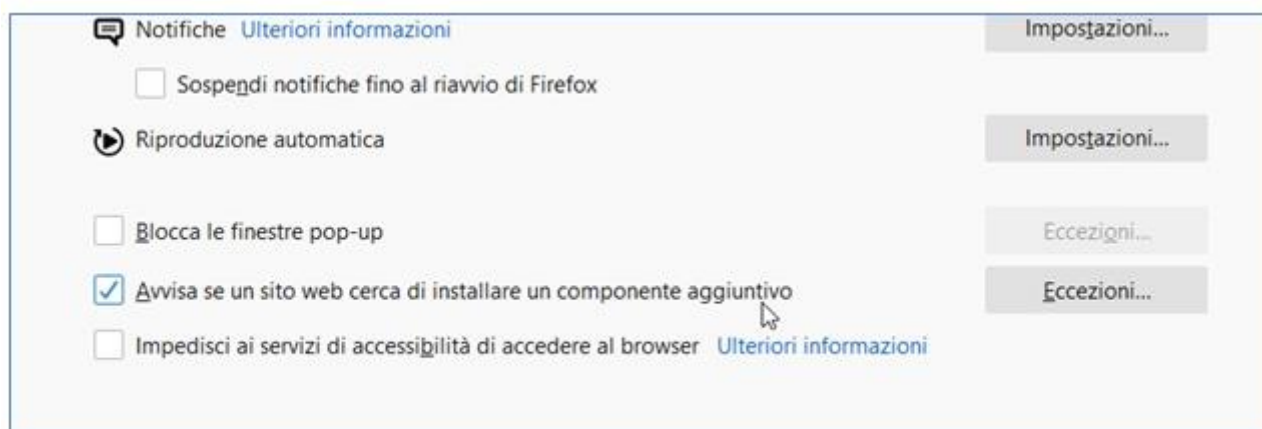 Notifiche Ulteriori informazioni Impostazioni...
Sospendi notifiche fino al riavvio di Firefox
Riproduzione automatica Impostazioni...
Blocca le finestre pop-up Eccezioni...
Avvisa se un sito web cerca di installare un componente aggiuntivo Eccezioni...
Impedisci ai servizi di accessibilità di accedere al browser Ulteriori informazioni